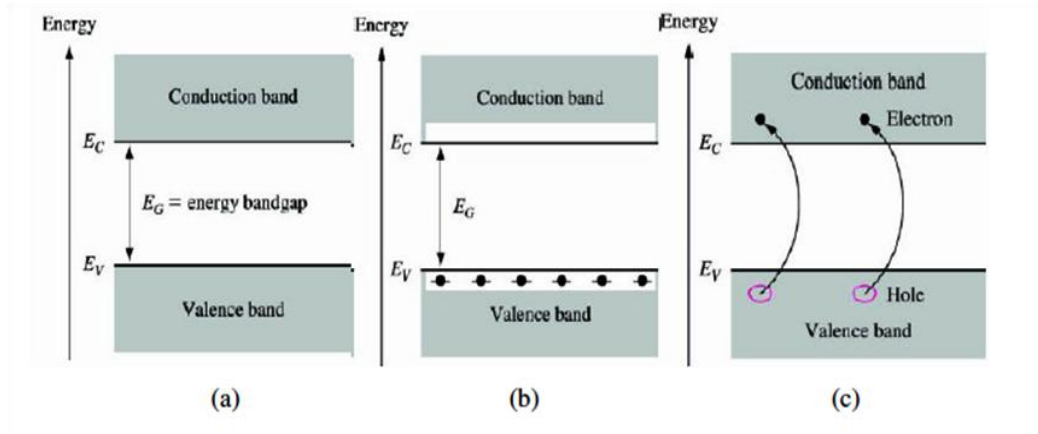 Energy
Conduction band
E_C
E_G = energy bandgap
E_V
Valence band
(a)
Energy
Conduction band
E_C
E_G
E_V
Valence band
(b)
Energy
Conduction band
Electron
E_C
E_V
Hole
Valence band
(c)